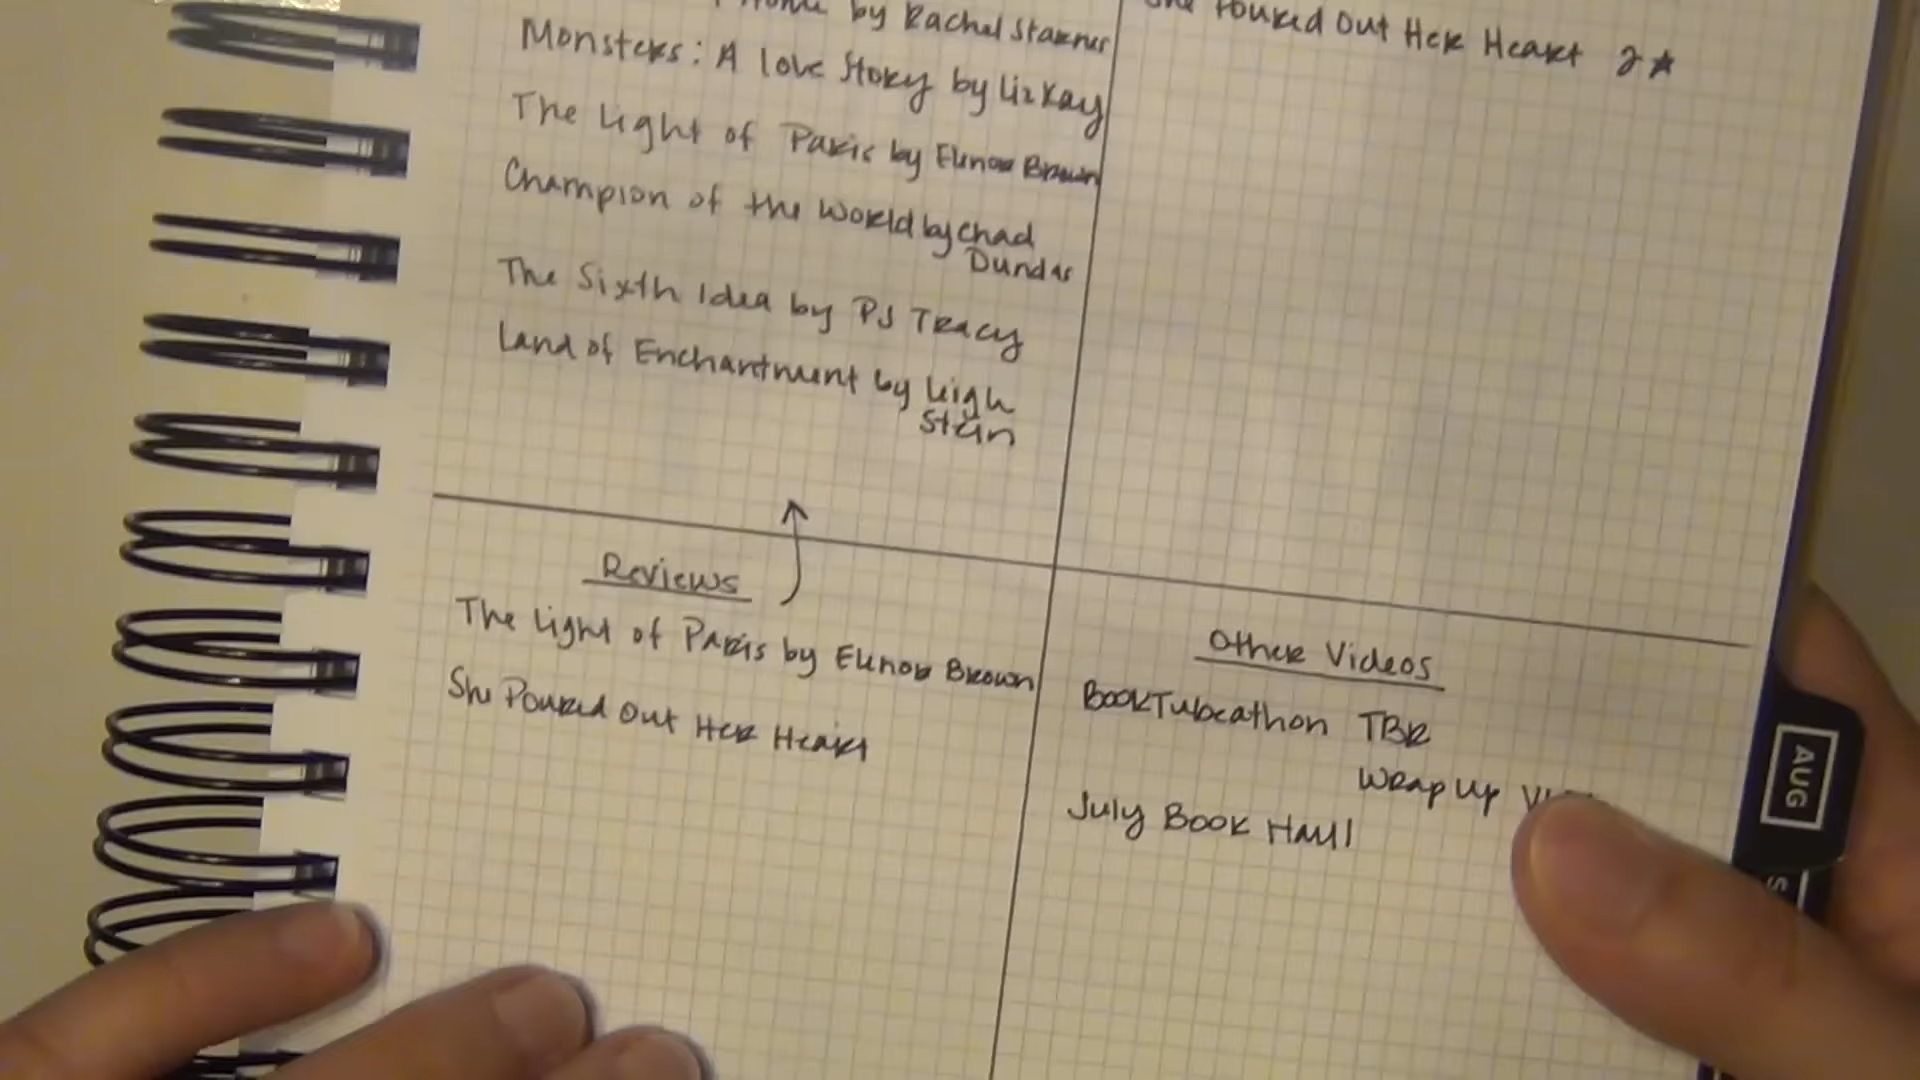 by Rachel Starnes
Monsters: A Love Story by Liz Kay
The Light of Paris by Elenor Brown
Champion of the World by Chad
Dundas
The Sixth Idea by PJ Tracy
Land of Enchantment by Leigh
Stein
She Poured Out Her Heart 2★
Reviews
The Light of Paris by Elenor Brown
She Poured Out Her Heart
Other Videos
BookTubeathon TBR
Wrap Up
July Book Haul
AUG